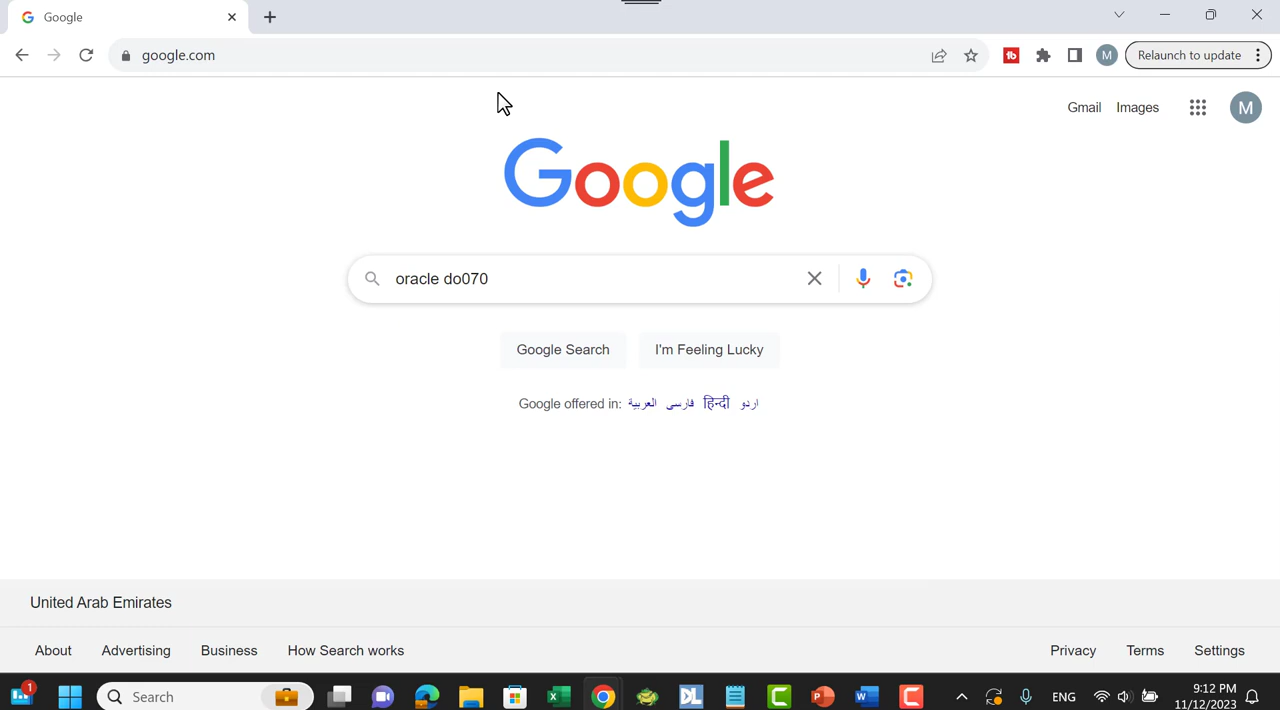 Google
google.com
Relaunch to update
M
Gmail Images
M
Google
oracle do070
Google Search I'm Feeling Lucky
Google offered in: العربية فارسی हिन्दी اردو
United Arab Emirates
About Advertising Business How Search works
Privacy Terms Settings
1
Search
ENG
9:12 PM
11/12/2023